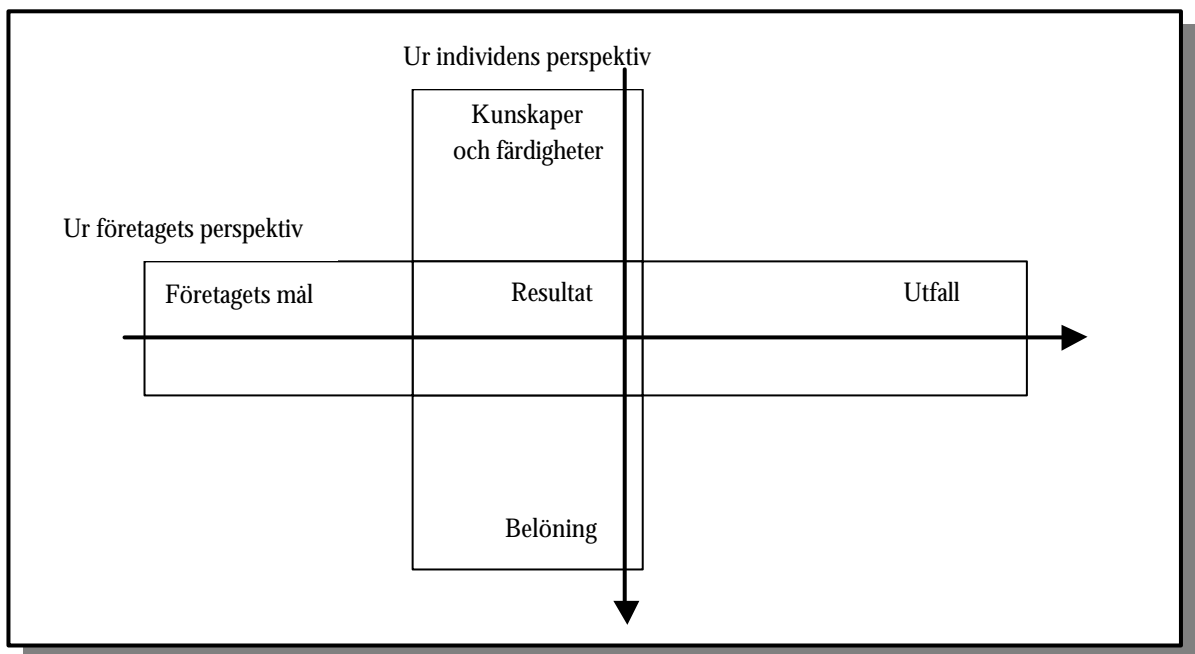 Ur individens perspektiv
Kunskaper
och färdigheter
Ur företagets perspektiv
Företagets mål
Resultat
Utfall
Belöning